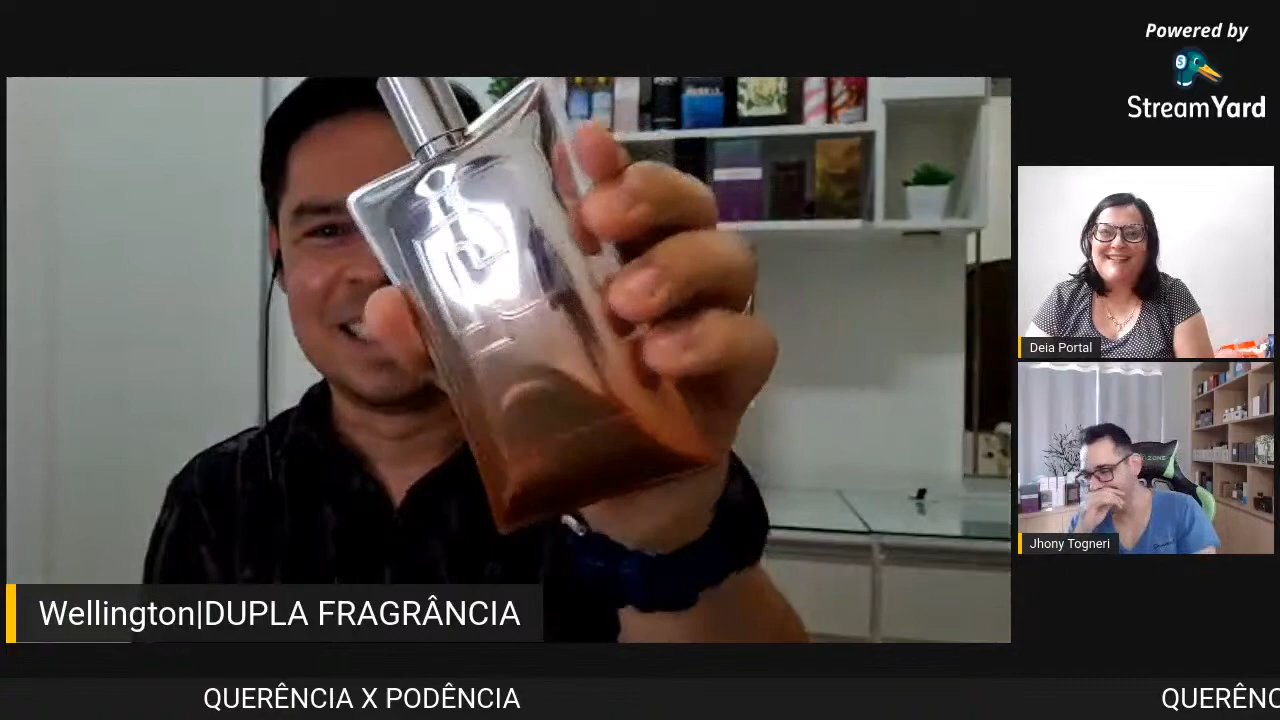 Powered by
StreamYard
Deia Portal
Jhony Togneri
Wellington|DUPLA FRAGRÂNCIA
QUERÊNCIA X PODÊNCIA
QUERÊNC